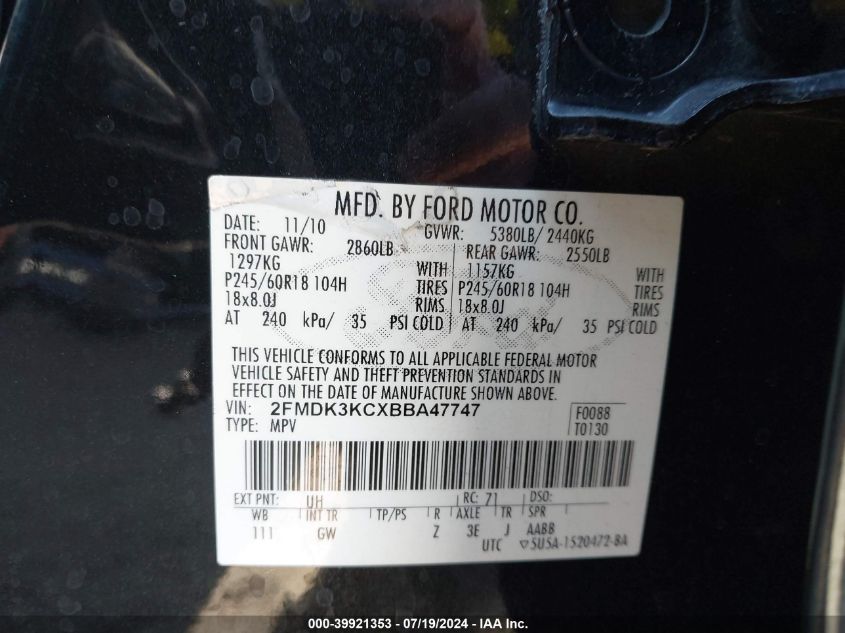 MFD. BY FORD MOTOR CO.
DATE: 11/10 GVWR: 5380LB/ 2440KG
FRONT GAWR: 2860LB REAR GAWR: 2550LB
1297KG WITH 1157KG WITH
P245/60R18 104H TIRES P245/60R18 104H TIRES
18x8.0J RIMS 18x8.0J RIMS
AT 240 kPa/ 35 PSI COLD AT 240 kPa/ 35 PSI COLD
THIS VEHICLE CONFORMS TO ALL APPLICABLE FEDERAL MOTOR
VEHICLE SAFETY AND THEFT PREVENTION STANDARDS IN
EFFECT ON THE DATE OF MANUFACTURE SHOWN ABOVE.
VIN: 2FMDK3KCXBBA47747 F0088
TYPE: MPV T0130
EXT PNT: UH RC: 71 DSO:
WB INT TR TP/PS R AXLE TR SPR
111 GW Z 3E J AABB
UTC ▽5U5A-1520472-BA
000-39921353 / 07/19/2024 / IAA Inc.